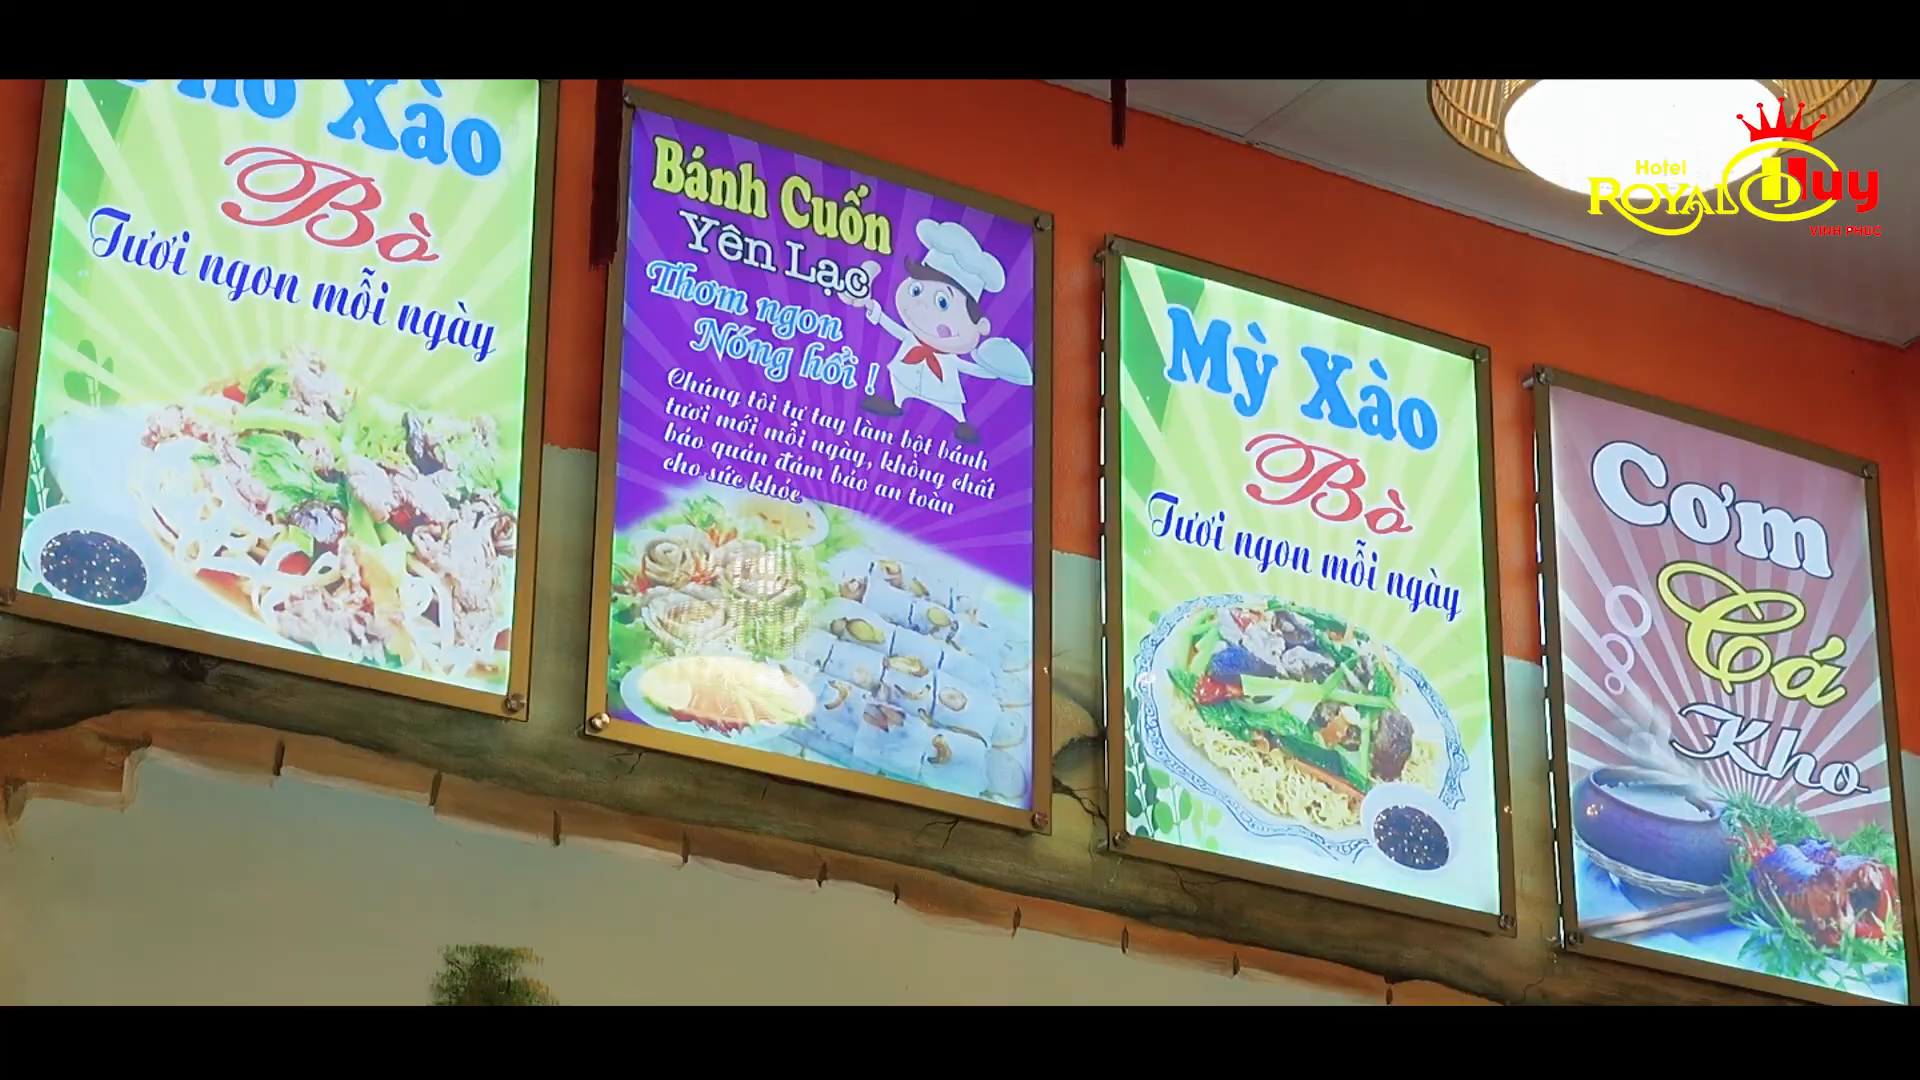 Phở Xào
Bò
Tươi ngon mỗi ngày
Bánh Cuốn
Yên Lạc
Thơm ngon
Nóng hổi !
Chúng tôi tự tay làm bột bánh
tươi mới mỗi ngày, không chất
bảo quản đảm bảo an toàn
cho sức khỏe
Mỳ Xào
Bò
Tươi ngon mỗi ngày
Cơm
Cá
Kho
Hotel
ROYAL Huy
VINH PHUC